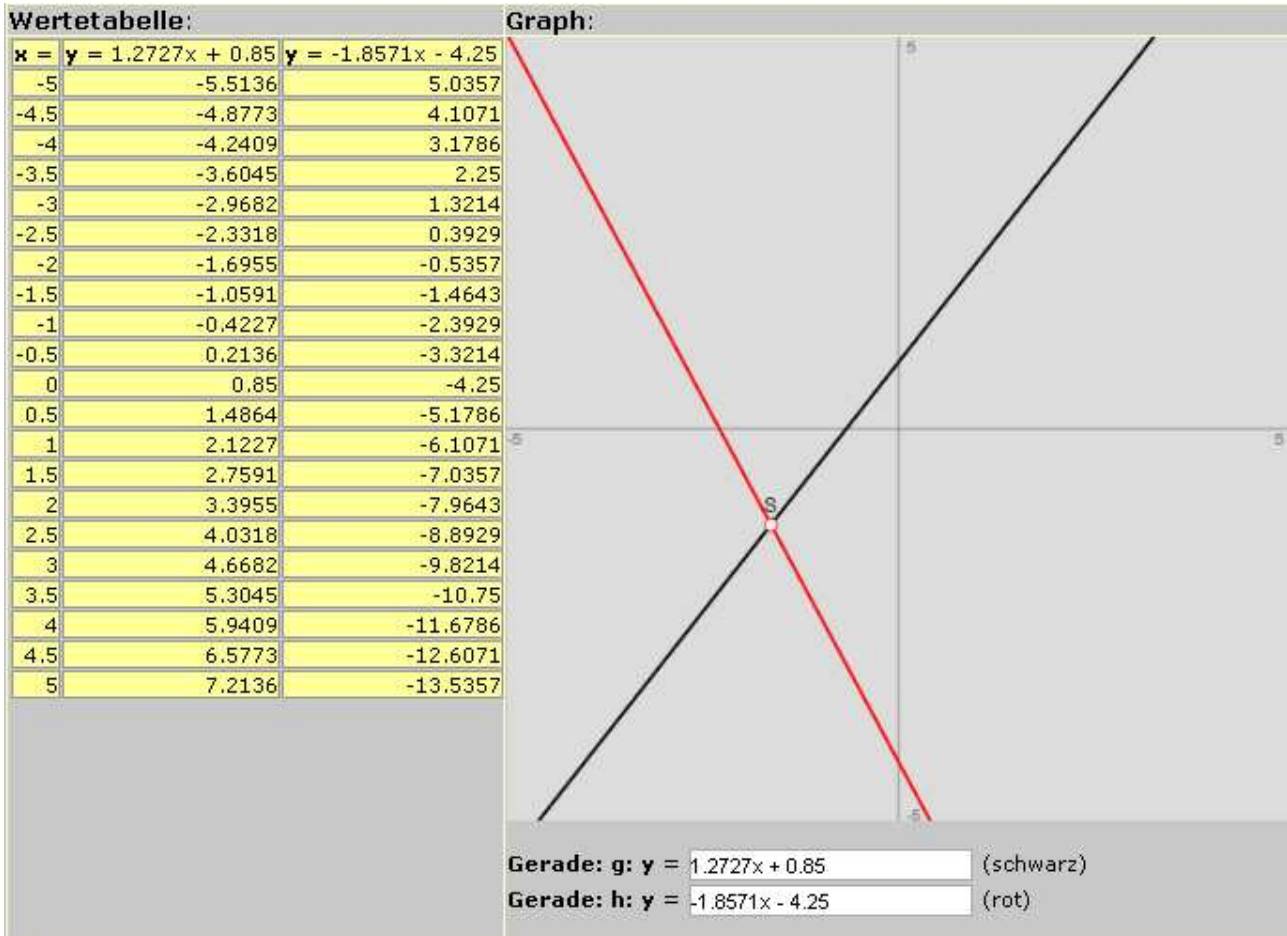 Wertetabelle:
x = y = 1.2727x + 0.85 y = -1.8571x - 4.25
-5 -5.5136 5.0357
-4.5 -4.8773 4.1071
-4 -4.2409 3.1786
-3.5 -3.6045 2.25
-3 -2.9682 1.3214
-2.5 -2.3318 0.3929
-2 -1.6955 -0.5357
-1.5 -1.0591 -1.4643
-1 -0.4227 -2.3929
-0.5 0.2136 -3.3214
0 0.85 -4.25
0.5 1.4864 -5.1786
1 2.1227 -6.1071
1.5 2.7591 -7.0357
2 3.3955 -7.9643
2.5 4.0318 -8.8929
3 4.6682 -9.8214
3.5 5.3045 -10.75
4 5.9409 -11.6786
4.5 6.5773 -12.6071
5 7.2136 -13.5357
Graph:
5
-5 5
S
-5
Gerade: g: y = 1.2727x + 0.85 (schwarz)
Gerade: h: y = -1.8571x - 4.25 (rot)